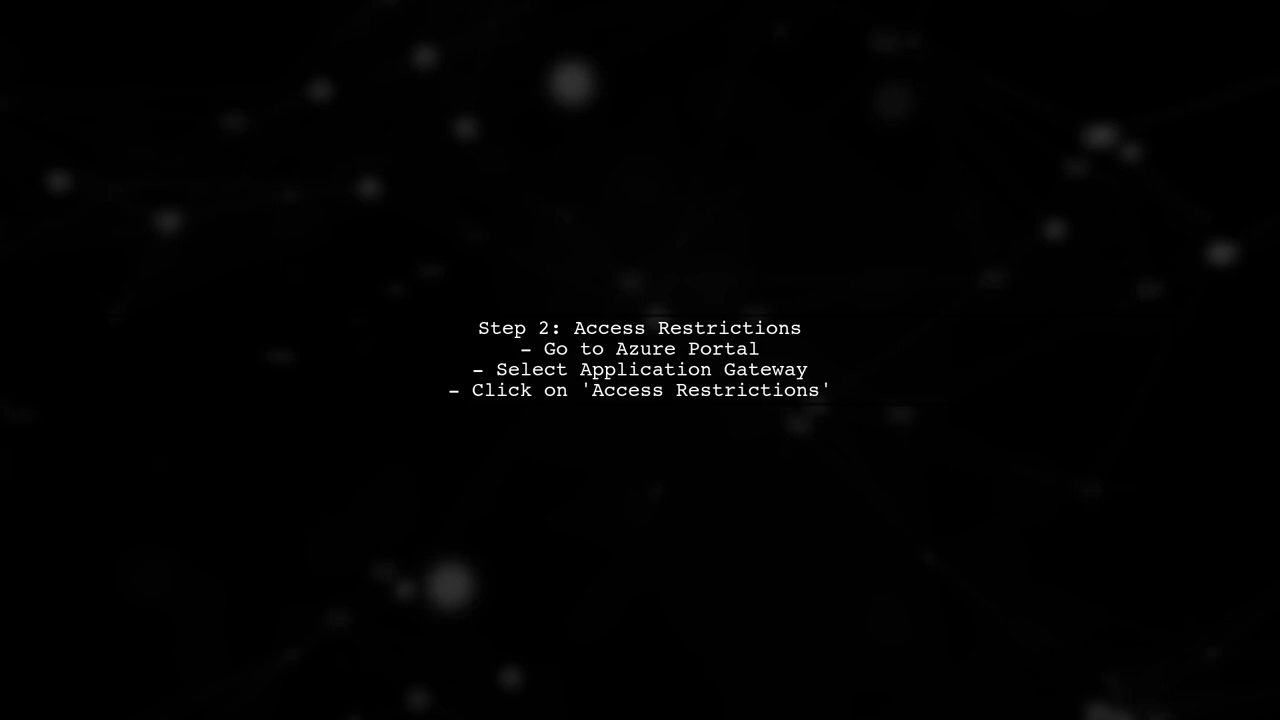 Step 2: Access Restrictions
- Go to Azure Portal
- Select Application Gateway
- Click on 'Access Restrictions'